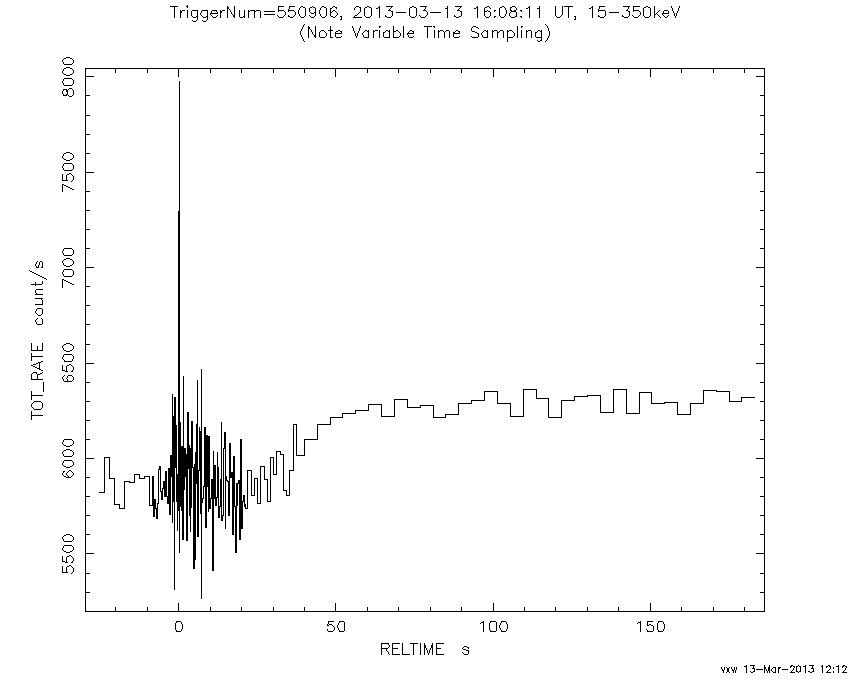 TriggerNum=550906, 2013-03-13 16:08:11 UT, 15-350keV
(Note Variable Time Sampling)
8000
7500
7000
6500
6000
5500
TOT_RATE count/s
0 50 100 150
RELTIME s
vxw 13-Mar-2013 12:12